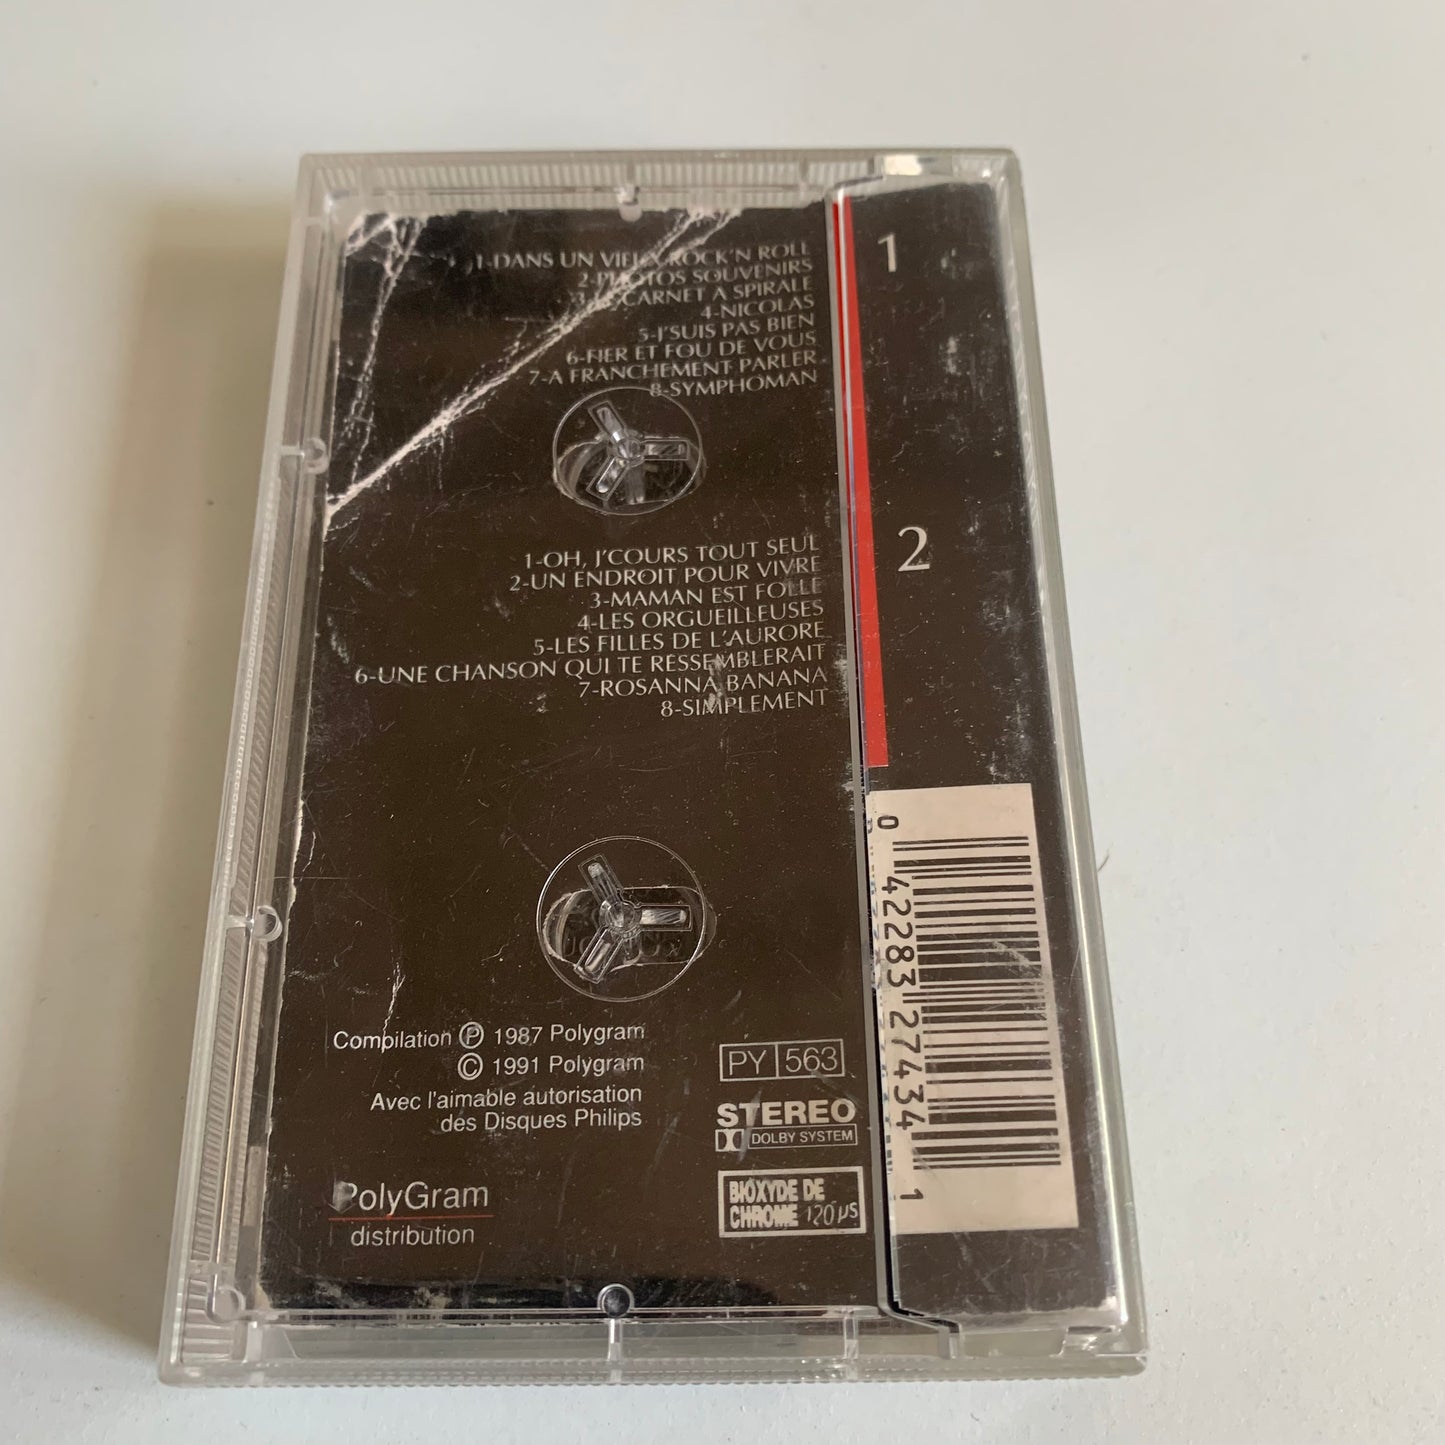 1
1-DANS UN VIEUX ROCK'N ROLL
2-PHOTOS SOUVENIRS
3- CARNET A SPIRALE
4-NICOLAS
5-J'SUIS PAS BIEN
6-FIER ET FOU DE VOUS
7-A FRANCHEMENT PARLER
8-SYMPHOMAN
2
1-OH, J'COURS TOUT SEUL
2-UN ENDROIT POUR VIVRE
3-MAMAN EST FOLLE
4-LES ORGUEILLEUSES
5-LES FILLES DE L'AURORE
6-UNE CHANSON QUI TE RESSEMBLERAIT
7-ROSANNA BANANA
8-SIMPLEMENT
Compilation Ⓟ 1987 Polygram
© 1991 Polygram
Avec l'aimable autorisation
des Disques Philips
PolyGram
distribution
PY 563
STEREO
DOLBY SYSTEM
BIOXYDE DE
CHROME 120 µS
0 42283 27434 1